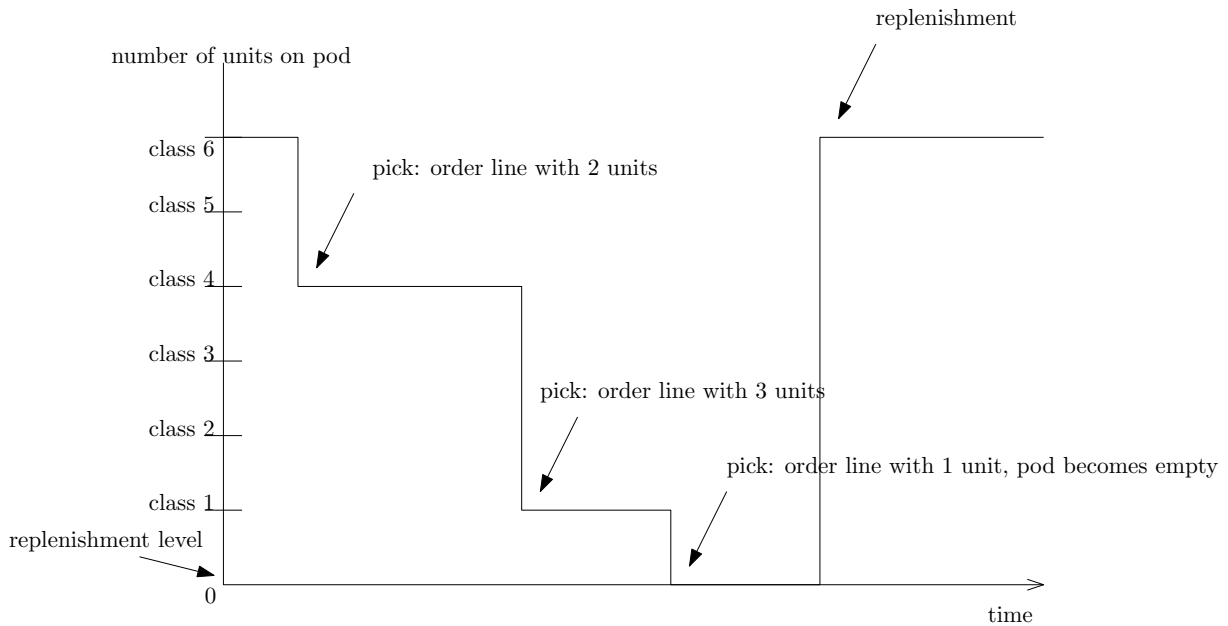 replenishment
number of units on pod
class 6
pick: order line with 2 units
class 5
class 4
class 3
pick: order line with 3 units
class 2
pick: order line with 1 unit, pod becomes empty
class 1
replenishment level
0
time